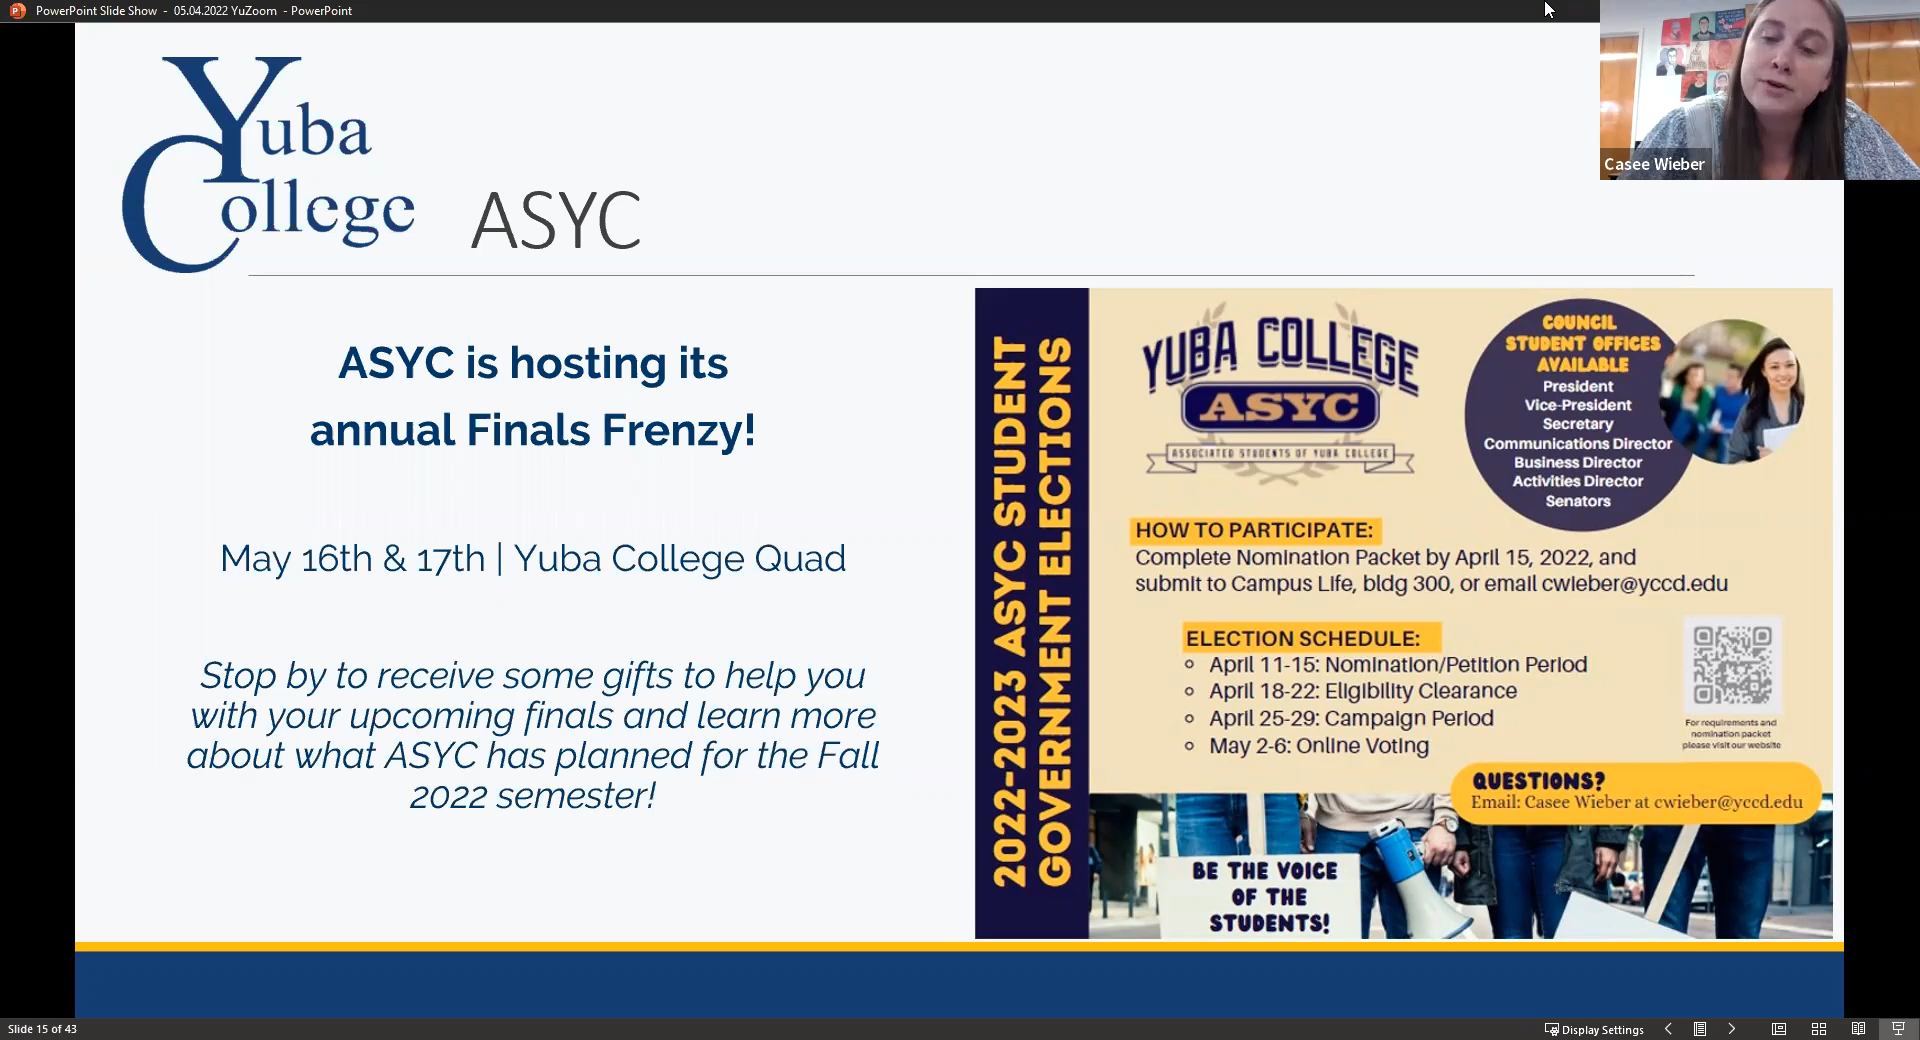 PowerPoint Slide Show - 05.04.2022 YuZoom - PowerPoint
Casee Wieber
Yuba
College
ASYC
ASYC is hosting its
annual Finals Frenzy!
May 16th & 17th | Yuba College Quad
Stop by to receive some gifts to help you
with your upcoming finals and learn more
about what ASYC has planned for the Fall
2022 semester!
2022-2023 ASYC STUDENT
GOVERNMENT ELECTIONS
YUBA COLLEGE
ASYC
ASSOCIATED STUDENTS OF YUBA COLLEGE
COUNCIL
STUDENT OFFICES
AVAILABLE
President
Vice-President
Secretary
Communications Director
Business Director
Activities Director
Senators
HOW TO PARTICIPATE:
Complete Nomination Packet by April 15, 2022, and
submit to Campus Life, bldg 300, or email cwieber@yccd.edu
ELECTION SCHEDULE:
April 11-15: Nomination/Petition Period
April 18-22: Eligibility Clearance
April 25-29: Campaign Period
May 2-6: Online Voting
For requirements and
nomination packet
please visit our website
QUESTIONS?
Email: Casee Wieber at cwieber@yccd.edu
BE THE VOICE
OF THE
STUDENTS!
Slide 15 of 43
Display Settings